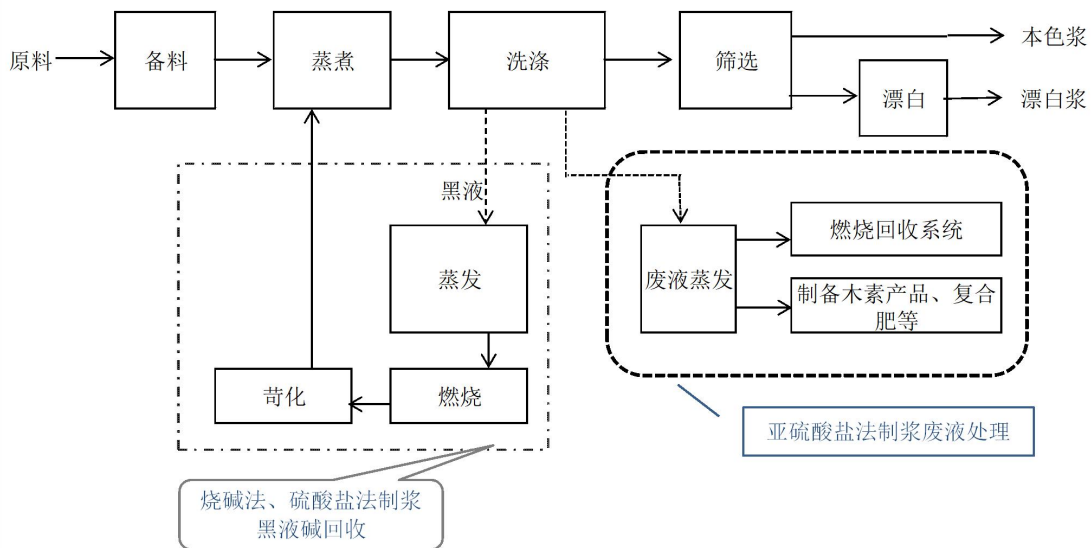 原料
备料
蒸煮
洗涤
筛选
本色浆
漂白
漂白浆
黑液
蒸发
燃烧
苛化
烧碱法、硫酸盐法制浆
黑液碱回收
废液蒸发
燃烧回收系统
制备木素产品、复合
肥等
亚硫酸盐法制浆废液处理